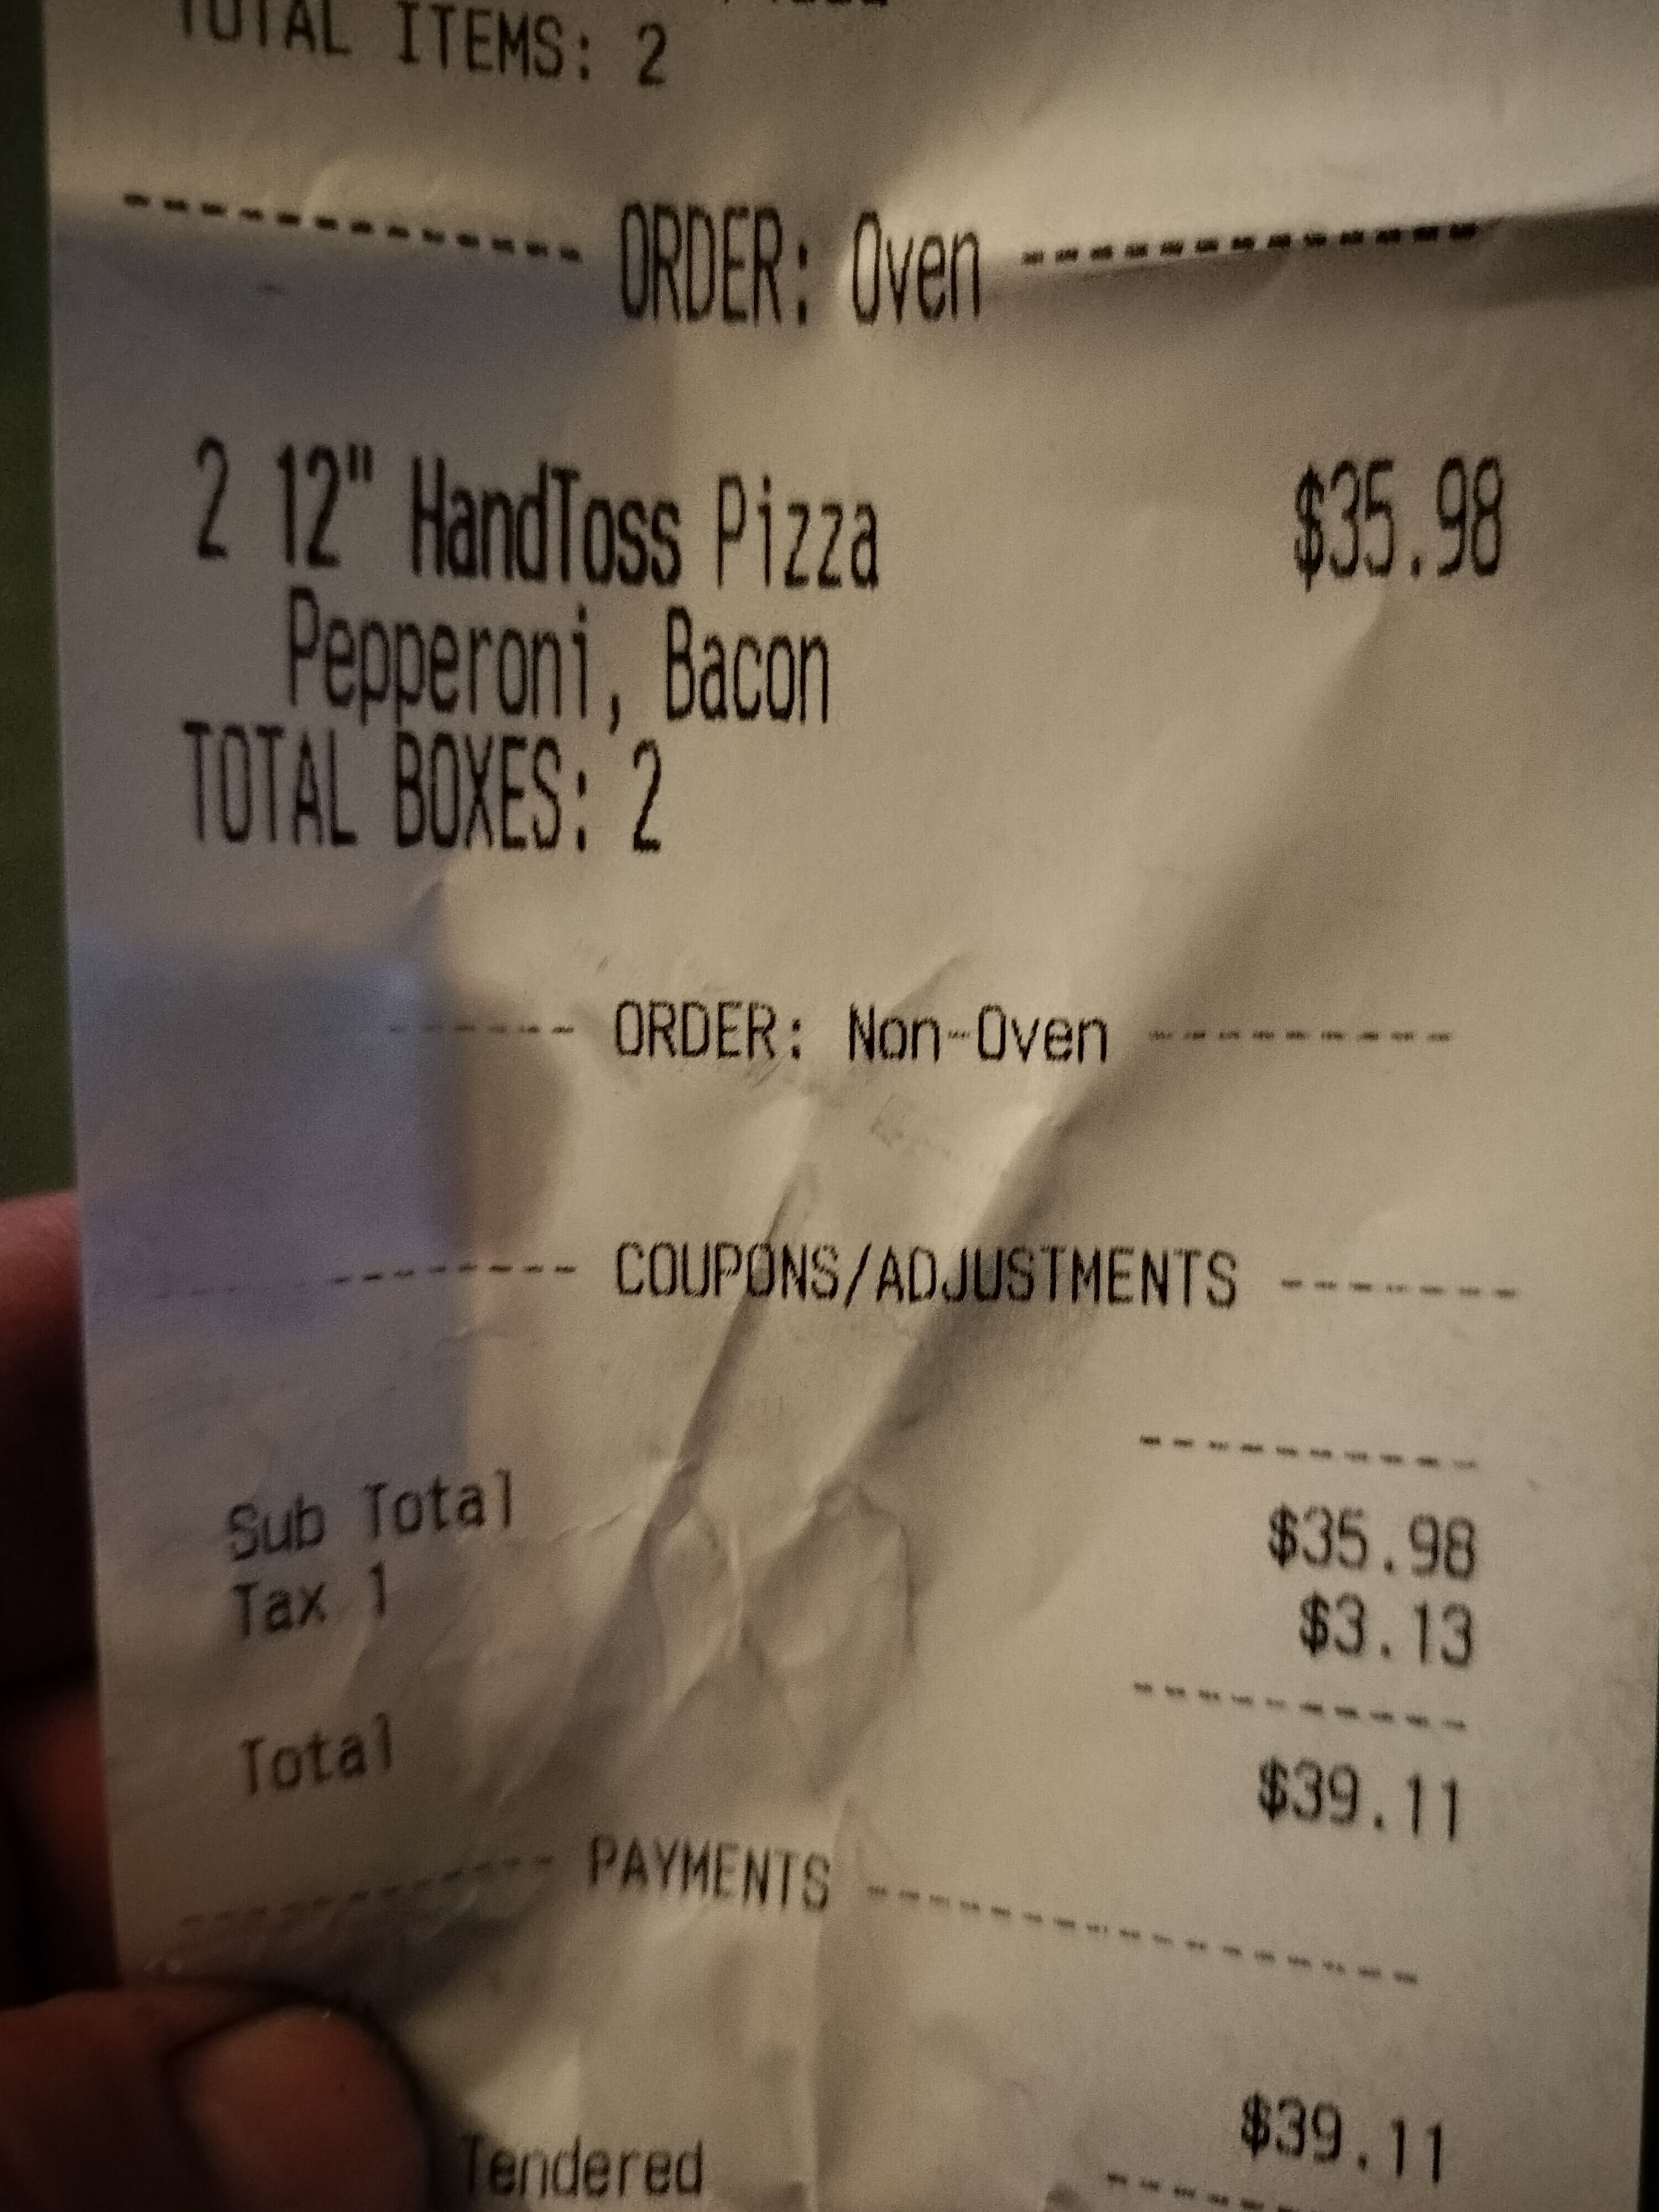 TOTAL ITEMS: 2
---------- ORDER: Oven ----------
2 12" HandToss Pizza $35.98
Pepperoni, Bacon
TOTAL BOXES: 2
---------- ORDER: Non-Oven ----------
---------- COUPONS/ADJUSTMENTS -------
----------
Sub Total $35.98
Tax 1 $3.13
----------
Total $39.11
---------- PAYMENTS ----------
Tendered $39.11
----------